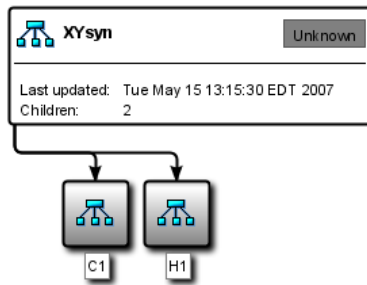 XYsyn Unknown
Last updated: Tue May 15 13:15:30 EDT 2007
Children: 2
C1 H1